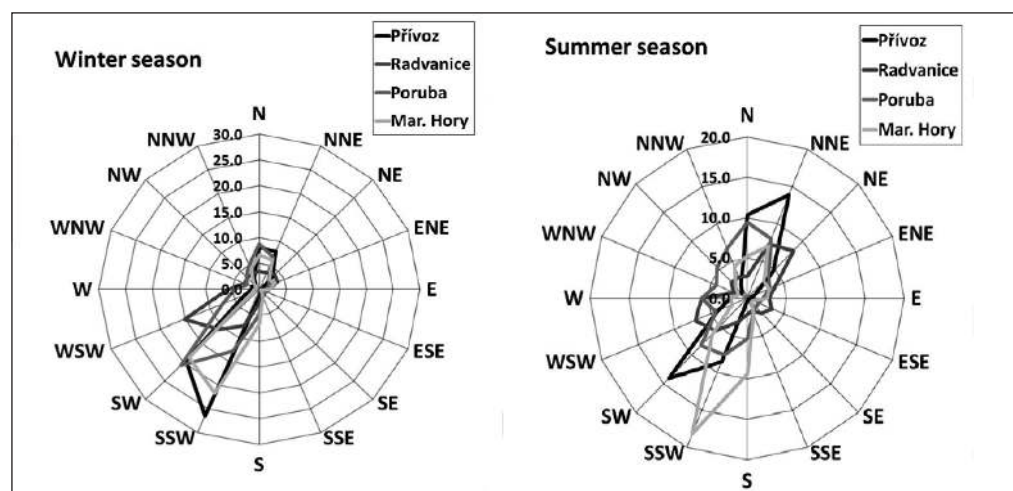 Winter season
Přívoz
Radvanice
Poruba
Mar. Hory
N
NNE
NE
ENE
E
ESE
SE
SSE
S
SSW
SW
WSW
W
WNW
NW
NNW
30.0
25.0
20.0
15.0
10.0
5.0
0.0
Summer season
Přívoz
Radvanice
Poruba
Mar. Hory
N
NNE
NE
ENE
E
ESE
SE
SSE
S
SSW
SW
WSW
W
WNW
NW
NNW
20.0
15.0
10.0
5.0
0.0